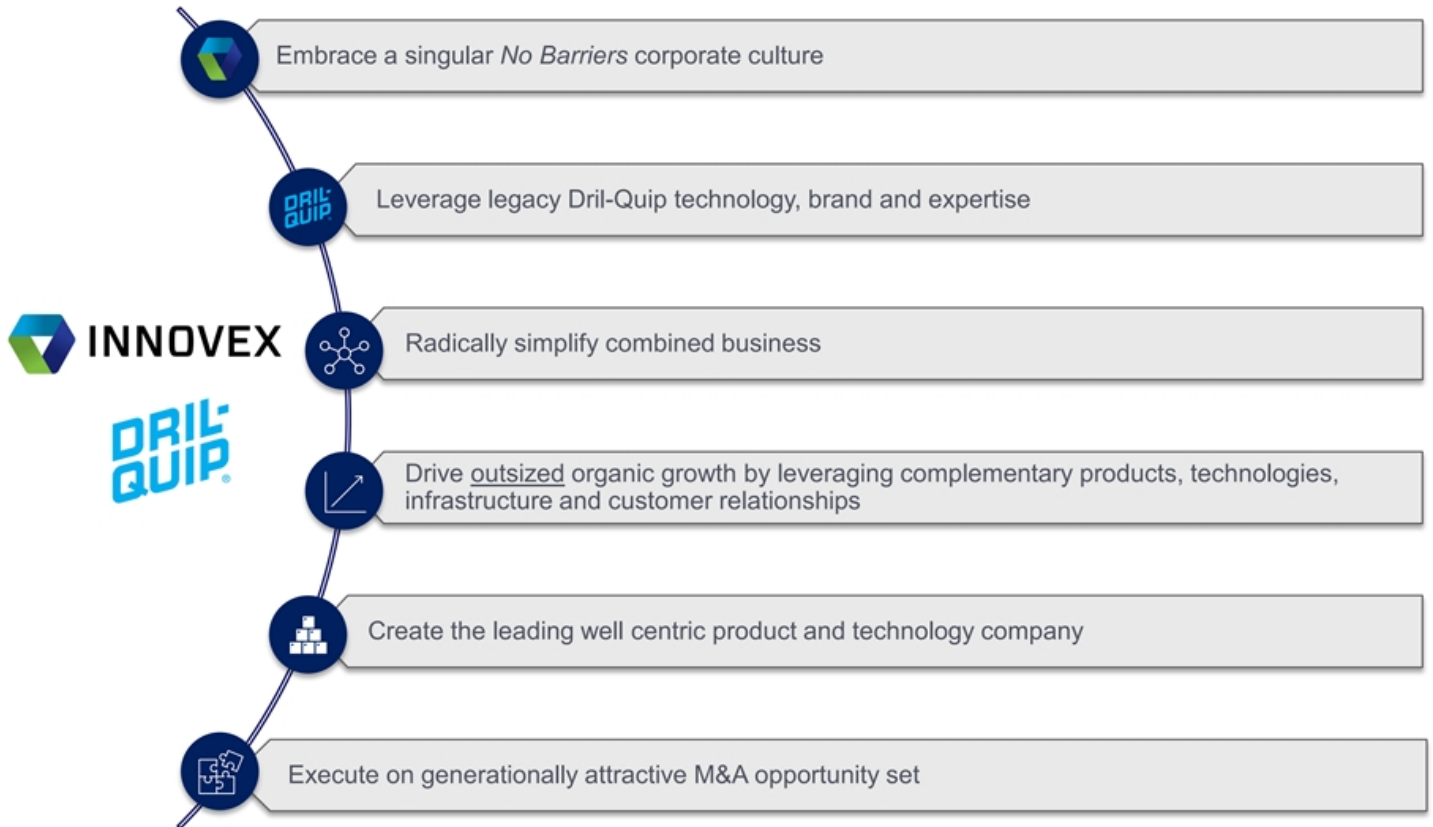 Embrace a singular No Barriers corporate culture
DRIL-
QUIP
Leverage legacy Dril-Quip technology, brand and expertise
INNOVEX
Radically simplify combined business
DRIL-
QUIP®
Drive outsized organic growth by leveraging complementary products, technologies,
infrastructure and customer relationships
Create the leading well centric product and technology company
Execute on generationally attractive M&A opportunity set